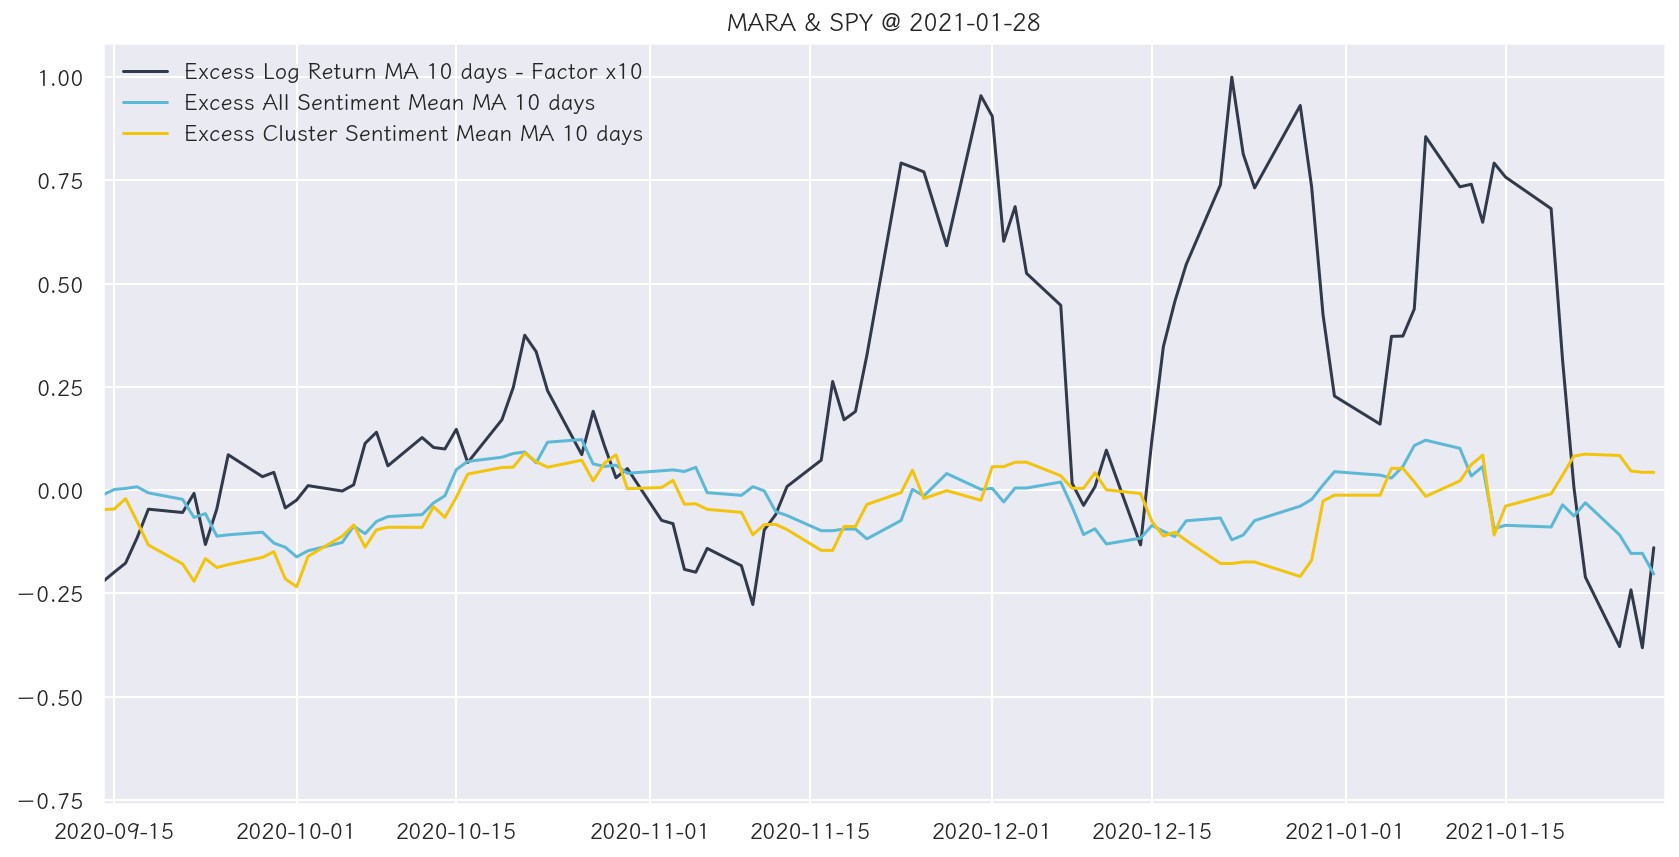 MARA & SPY @ 2021-01-28
Excess Log Return MA 10 days - Factor x10
Excess All Sentiment Mean MA 10 days
Excess Cluster Sentiment Mean MA 10 days
1.00
0.75
0.50
0.25
0.00
−0.25
−0.50
−0.75
2020-09-15 2020-10-01 2020-10-15 2020-11-01 2020-11-15 2020-12-01 2020-12-15 2021-01-01 2021-01-15